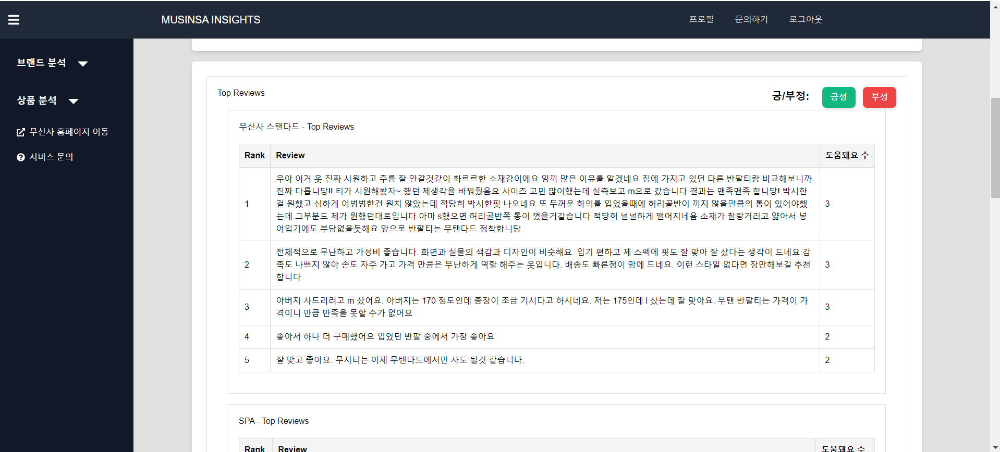 MUSINSA INSIGHTS
프로필
문의하기
로그아웃
브랜드 분석
상품 분석
무신사 홈페이지 이동
서비스 문의
Top Reviews
긍/부정:
긍정
부정
무신사 스탠다드 - Top Reviews
Rank Review 도움돼요 수
1
우아 이거 옷 진짜 시원하고 주름 잘 안갈것같이 촤르르한 소재감이에요 잉끼 많은 이유를 알겠네요 집에 가지고 있던 다른 반팔티랑 비교해보니까
진짜 다릅니당!! 티가 시원해봤자~ 했던 제생각을 바꿔줬음요 사이즈 고민 많이했는데 실측보고 m으로 갔습니다 결과는 맨족맨족 합니당! 박시한
걸 원했고 심하게 어벙벙한건 원치 않았는데 적당히 박시한핏 나오네요 또 두꺼운 하의를 입었을때에 허리골반이 끼지 않을만큼의 통이 있어야했
는데 그부분도 제가 원했던대로입니다 아마 s했으면 허리골반쪽 통이 꼈을거같습니다 적당히 널널하게 떨어지네욤 소재가 찰랑거리고 얇아서 넣
어입기에도 부담없을듯해요 앞으로 반팔티는 무탠다드 정착합니당
3
2
전체적으로 무난하고 가성비 좋습니다. 화면과 실물의 색감과 디자인이 비슷해요. 입기 편하고 제 스펙에 핏도 잘 맞아 잘 샀다는 생각이 드네요.감
촉도 나쁘지 않아 손도 자주 가고 가격 만큼은 무난하게 역할 해주는 옷입니다. 배송도 빠른점이 맘에 드네요. 이런 스타일 없다면 장만해보길 추천
합니다.
3
3
아버지 사드리려고 m 샀어요. 아버지는 170 정도인데 총장이 조금 기시다고 하시네요. 저는 175인데 l 샀는데 잘 맞아요. 무탠 반팔티는 가격이 가
격이니 만큼 만족을 못할 수가 없어요
3
4 좋아서 하나 더 구매했어요 입었던 반팔 중에서 가장 좋아요 2
5 잘 맞고 좋아요. 무지티는 이제 무탠다드에서만 사도 될것 같습니다. 2
SPA - Top Reviews
Rank Review 도움돼요 수